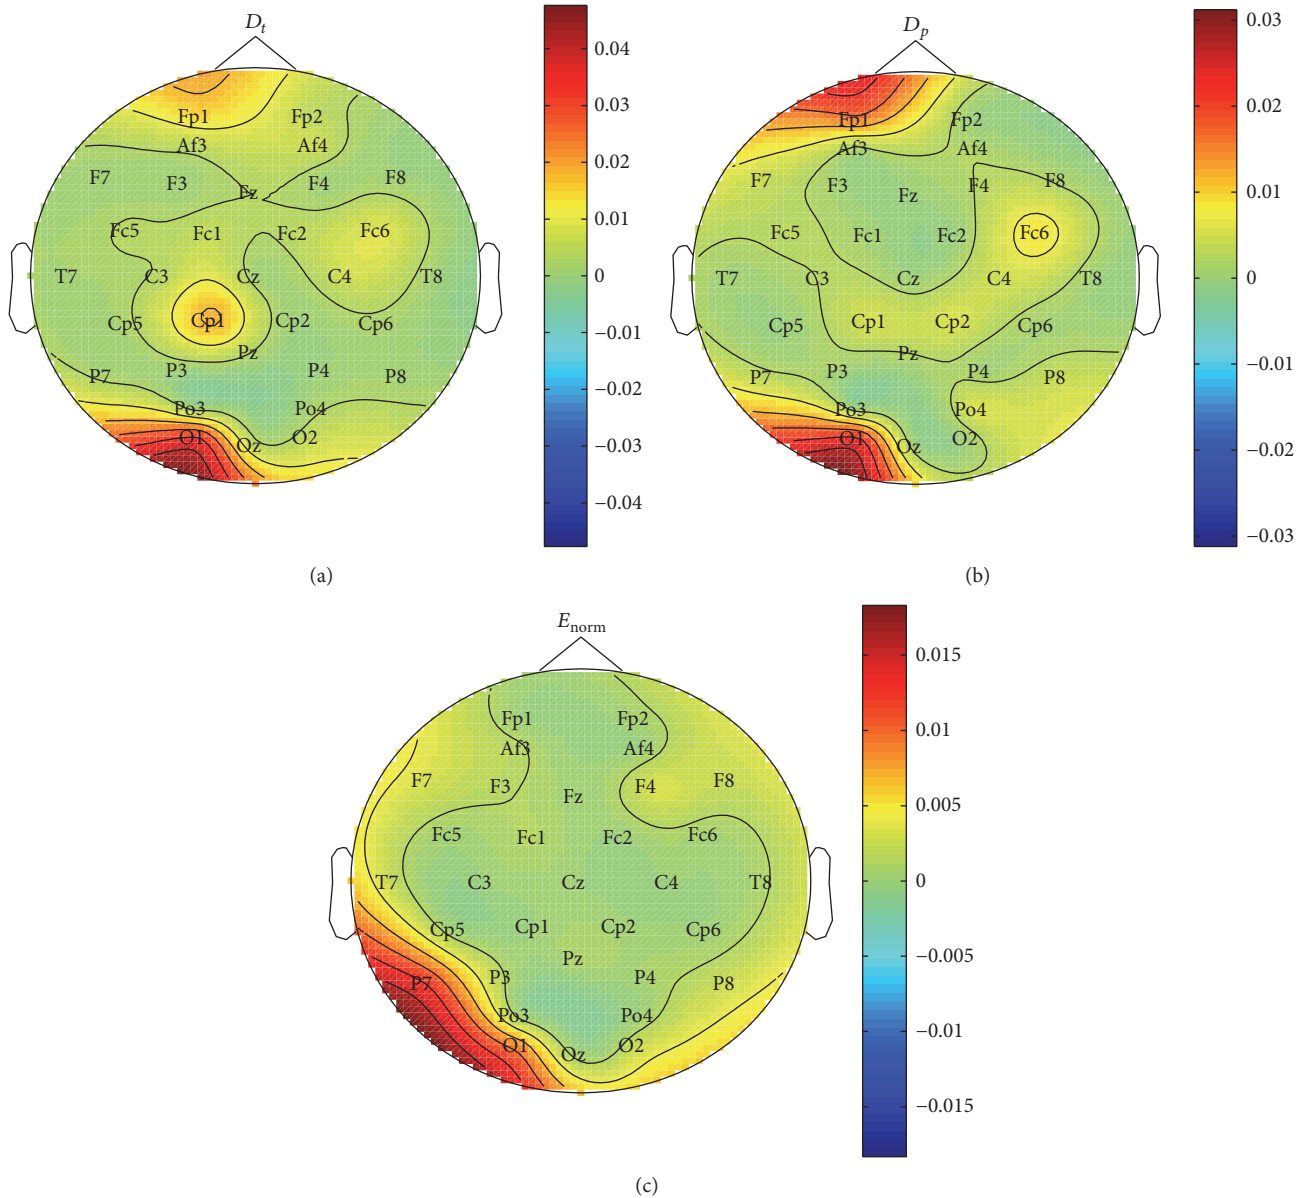 D_t
Fp1 Fp2
Af3 Af4
F7 F3 Fz F4 F8
Fc5 Fc1 Fc2 Fc6
T7 C3 Cz C4 T8
Cp5 Cp1 Cp2 Cp6
Pz
P7 P3 P4 P8
Po3 Po4
O1 Oz O2
0.04
0.03
0.02
0.01
0
−0.01
−0.02
−0.03
−0.04
(a)
D_p
Fp1 Fp2
Af3 Af4
F7 F3 Fz F4 F8
Fc5 Fc1 Fc2 Fc6
T7 C3 Cz C4 T8
Cp5 Cp1 Cp2 Cp6
Pz
P7 P3 P4 P8
Po3 Po4
O1 Oz O2
0.03
0.02
0.01
0
−0.01
−0.02
−0.03
(b)
E_norm
Fp1 Fp2
Af3 Af4
F7 F3 Fz F4 F8
Fc5 Fc1 Fc2 Fc6
T7 C3 Cz C4 T8
Cp5 Cp1 Cp2 Cp6
Pz
P7 P3 P4 P8
Po3 Po4
O1 Oz O2
0.015
0.01
0.005
0
−0.005
−0.01
−0.015
(c)